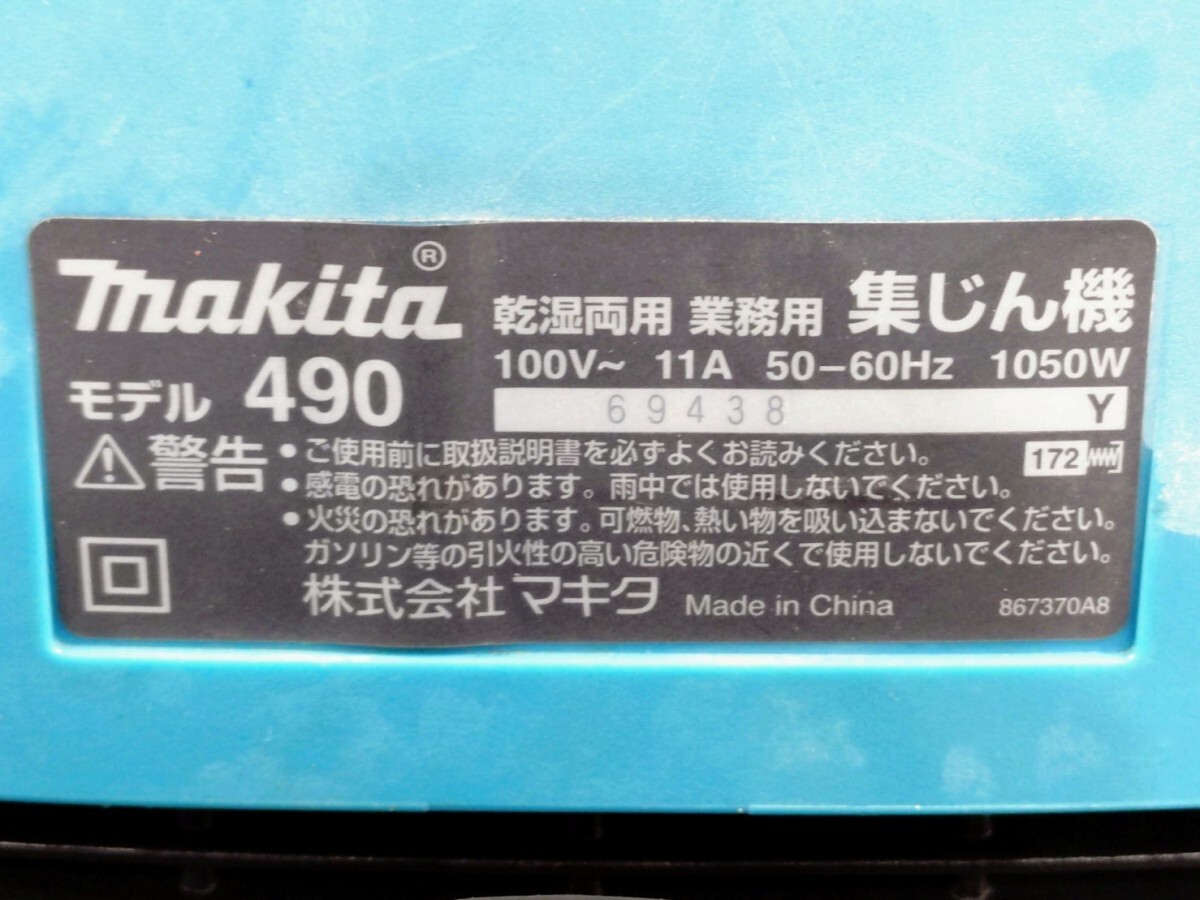 makita®
乾湿両用 業務用 集じん機
モデル 490
100V~ 11A 50-60Hz 1050W
69438 Y
警告
・ご使用前に取扱説明書を必ずよくお読みください。
172
・感電の恐れがあります。雨中では使用しないでください。
・火災の恐れがあります。可燃物、熱い物を吸い込まないでください。
ガソリン等の引火性の高い危険物の近くで使用しないでください。
株式会社マキタ Made in China 867370A8